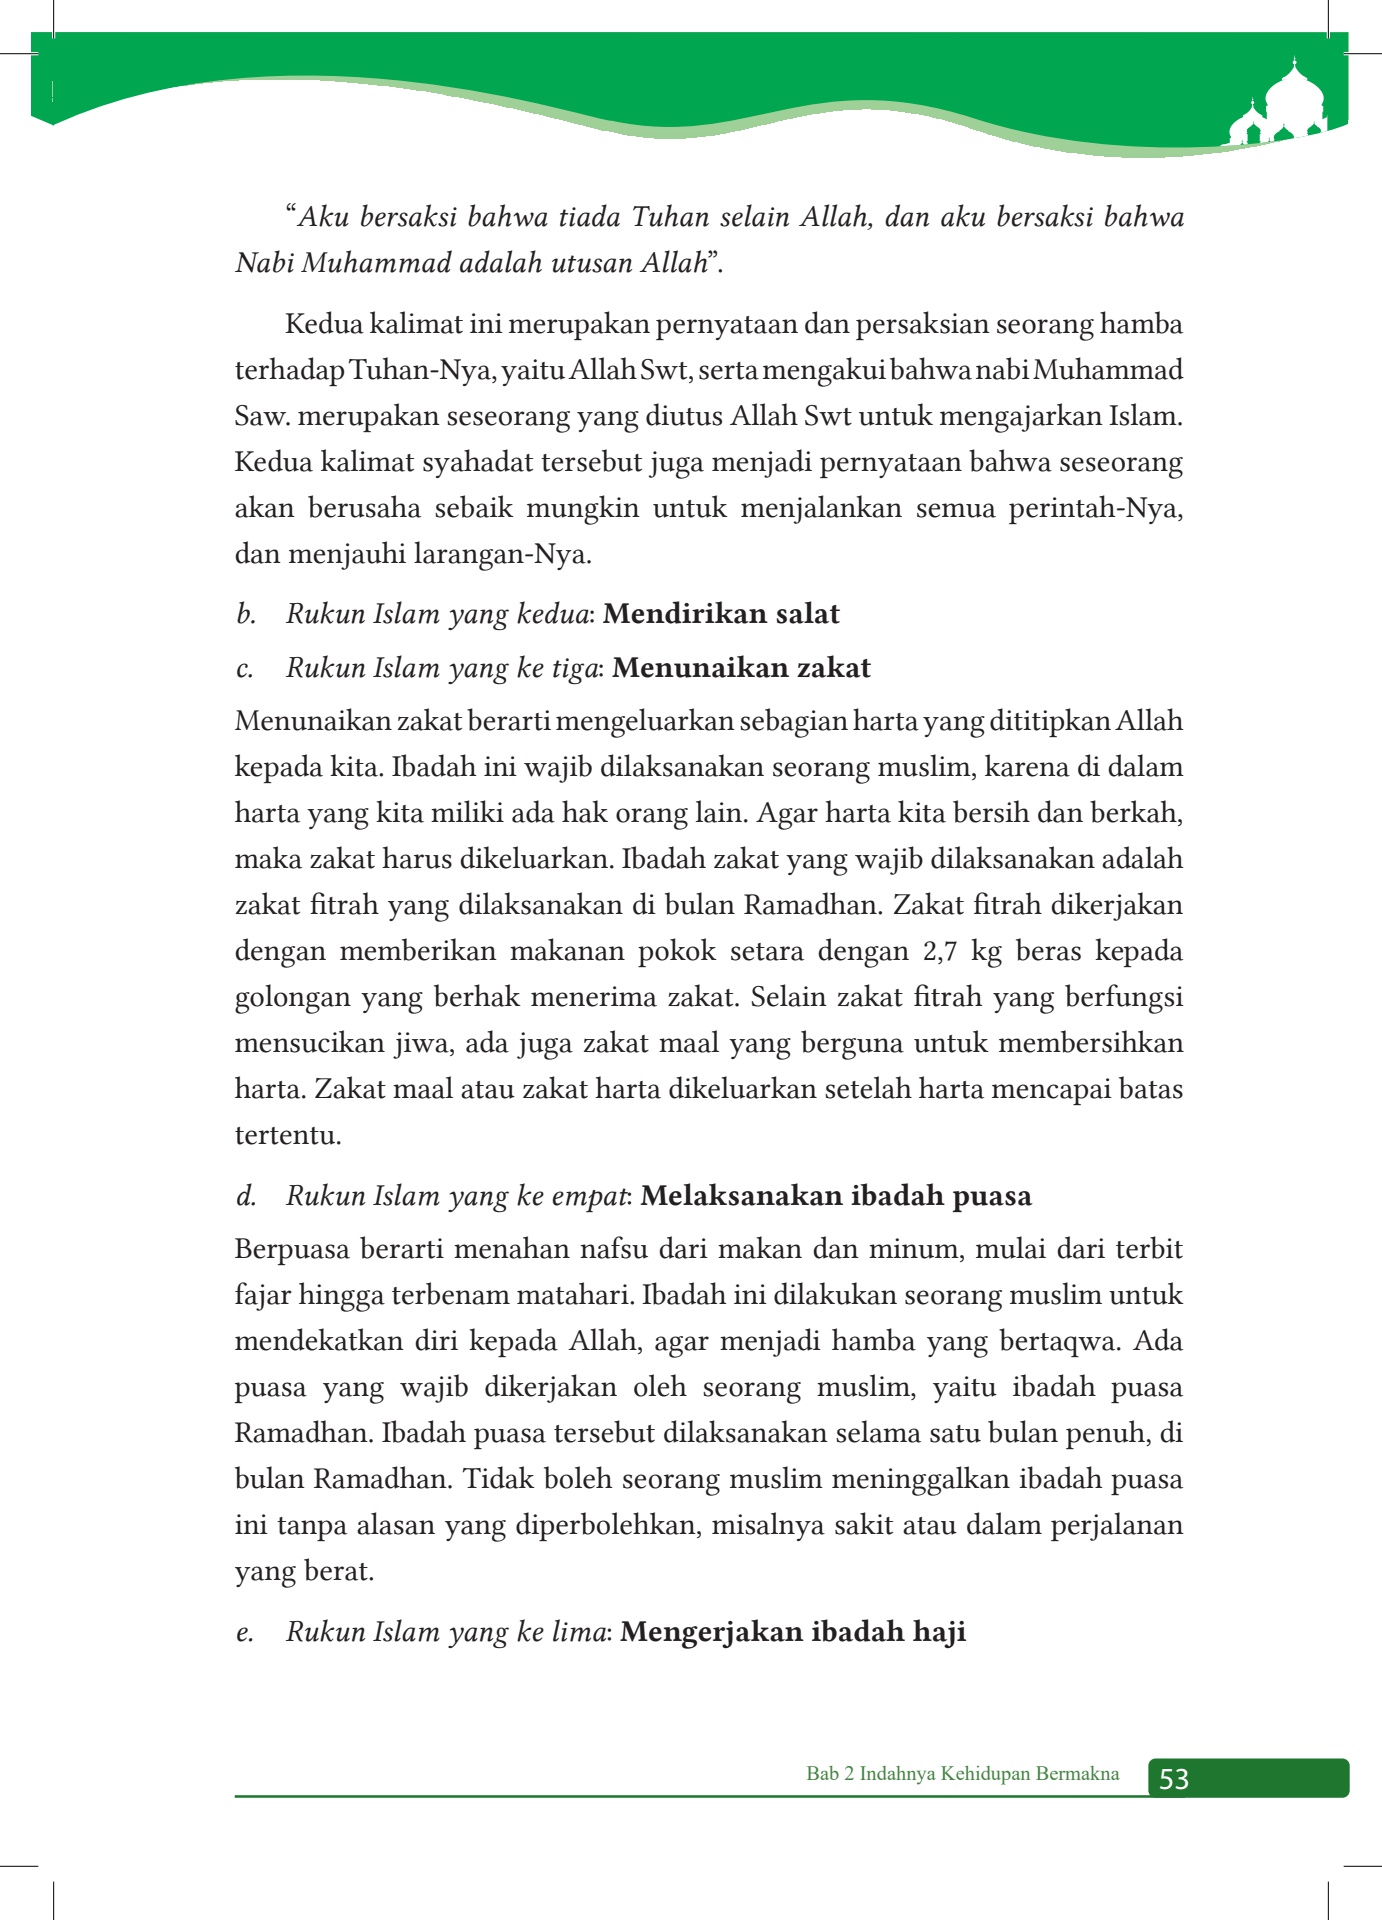 “Aku bersaksi bahwa tiada Tuhan selain Allah, dan aku bersaksi bahwa
Nabi Muhammad adalah utusan Allah”.
Kedua kalimat ini merupakan pernyataan dan persaksian seorang hamba
terhadap Tuhan-Nya, yaitu Allah Swt, serta mengakui bahwa nabi Muhammad
Saw. merupakan seseorang yang diutus Allah Swt untuk mengajarkan Islam.
Kedua kalimat syahadat tersebut juga menjadi pernyataan bahwa seseorang
akan berusaha sebaik mungkin untuk menjalankan semua perintah-Nya,
dan menjauhi larangan-Nya.
b. Rukun Islam yang kedua: Mendirikan salat
c. Rukun Islam yang ke tiga: Menunaikan zakat
Menunaikan zakat berarti mengeluarkan sebagian harta yang dititipkan Allah
kepada kita. Ibadah ini wajib dilaksanakan seorang muslim, karena di dalam
harta yang kita miliki ada hak orang lain. Agar harta kita bersih dan berkah,
maka zakat harus dikeluarkan. Ibadah zakat yang wajib dilaksanakan adalah
zakat fitrah yang dilaksanakan di bulan Ramadhan. Zakat fitrah dikerjakan
dengan memberikan makanan pokok setara dengan 2,7 kg beras kepada
golongan yang berhak menerima zakat. Selain zakat fitrah yang berfungsi
mensucikan jiwa, ada juga zakat maal yang berguna untuk membersihkan
harta. Zakat maal atau zakat harta dikeluarkan setelah harta mencapai batas
tertentu.
d. Rukun Islam yang ke empat: Melaksanakan ibadah puasa
Berpuasa berarti menahan nafsu dari makan dan minum, mulai dari terbit
fajar hingga terbenam matahari. Ibadah ini dilakukan seorang muslim untuk
mendekatkan diri kepada Allah, agar menjadi hamba yang bertaqwa. Ada
puasa yang wajib dikerjakan oleh seorang muslim, yaitu ibadah puasa
Ramadhan. Ibadah puasa tersebut dilaksanakan selama satu bulan penuh, di
bulan Ramadhan. Tidak boleh seorang muslim meninggalkan ibadah puasa
ini tanpa alasan yang diperbolehkan, misalnya sakit atau dalam perjalanan
yang berat.
e. Rukun Islam yang ke lima: Mengerjakan ibadah haji
Bab 2 Indahnya Kehidupan Bermakna 53